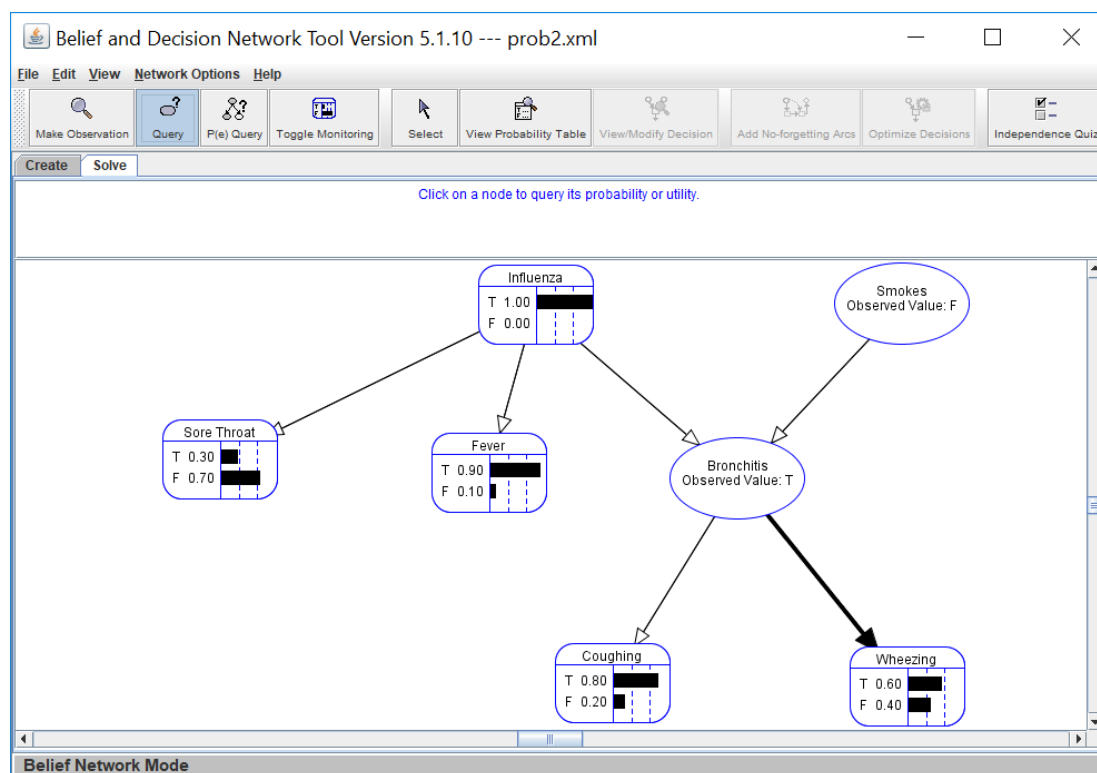 Belief and Decision Network Tool Version 5.1.10 --- prob2.xml
File Edit View Network Options Help
Make Observation Query P(e) Query Toggle Monitoring Select View Probability Table View/Modify Decision Add No-forgetting Arcs Optimize Decisions Independence Quiz
Create Solve
Click on a node to query its probability or utility.
Influenza
T 1.00
F 0.00
Smokes
Observed Value: F
Sore Throat
T 0.30
F 0.70
Fever
T 0.90
F 0.10
Bronchitis
Observed Value: T
Coughing
T 0.80
F 0.20
Wheezing
T 0.60
F 0.40
Belief Network Mode